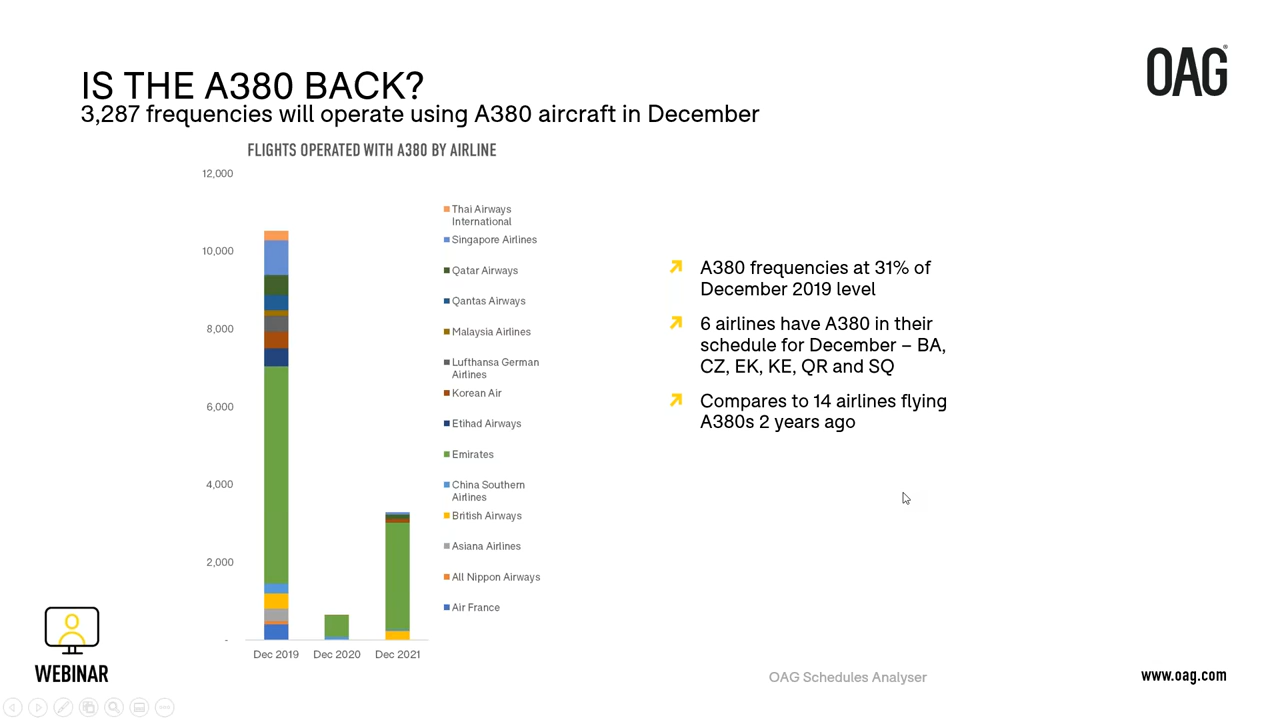 IS THE A380 BACK?
3,287 frequencies will operate using A380 aircraft in December
OAG
FLIGHTS OPERATED WITH A380 BY AIRLINE
12,000
10,000
8,000
6,000
4,000
2,000
-
Dec 2019
Dec 2020
Dec 2021
Thai Airways
International
Singapore Airlines
Qatar Airways
Qantas Airways
Malaysia Airlines
Lufthansa German
Airlines
Korean Air
Etihad Airways
Emirates
China Southern
Airlines
British Airways
Asiana Airlines
All Nippon Airways
Air France
A380 frequencies at 31% of
December 2019 level
6 airlines have A380 in their
schedule for December – BA,
CZ, EK, KE, QR and SQ
Compares to 14 airlines flying
A380s 2 years ago
WEBINAR
OAG Schedules Analyser
www.oag.com